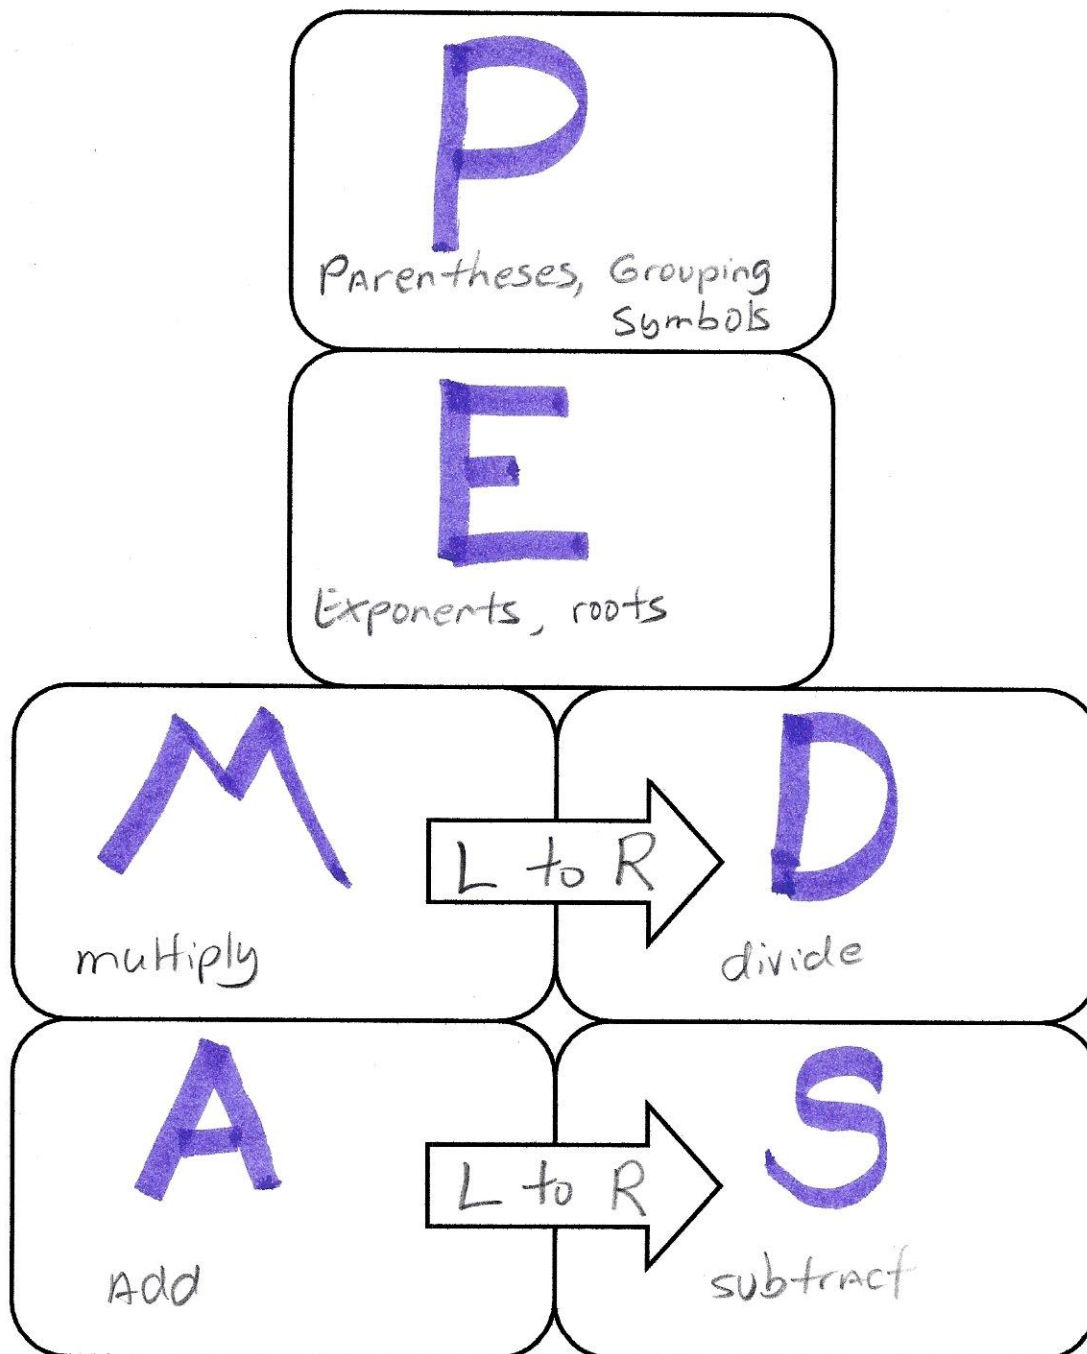 P
PArentheses, Grouping
Symbols
E
Exponents, roots
M
L to R
D
multiply
divide
A
L to R
S
Add
subtrAct